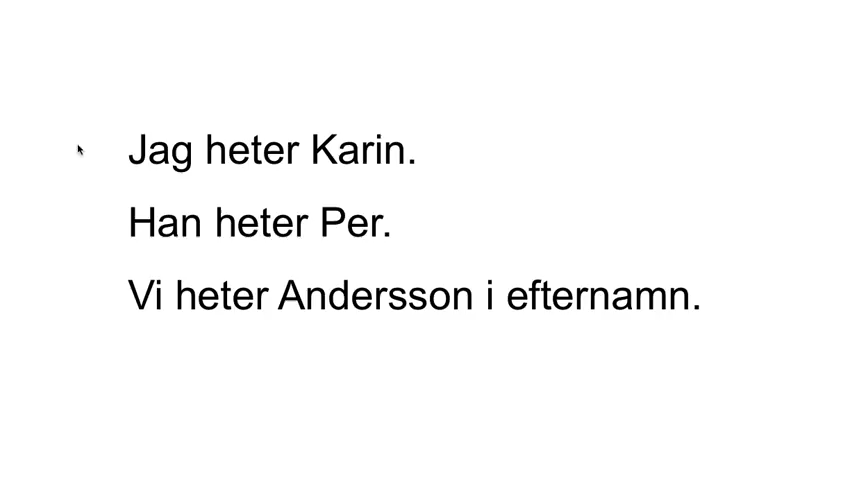 Jag heter Karin.
Han heter Per.
Vi heter Andersson i efternamn.